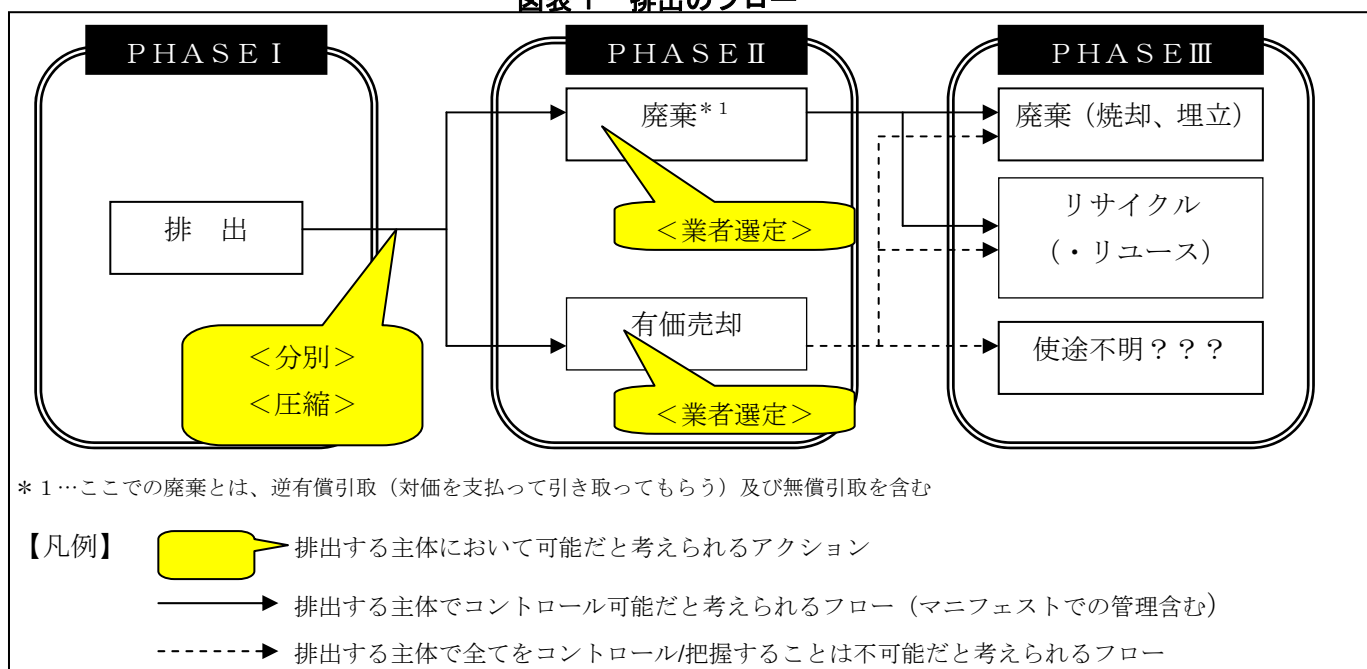 図表１　排出のフロー
ＰＨＡＳＥⅠ
ＰＨＡＳＥⅡ
ＰＨＡＳＥⅢ
排　出
＜分別＞
＜圧縮＞
廃棄＊１
＜業者選定＞
有価売却
＜業者選定＞
廃棄（焼却、埋立）
リサイクル
（・リユース）
使途不明？？？
＊１…ここでの廃棄とは、逆有償引取（対価を支払って引き取ってもらう）及び無償引取を含む
【凡例】
排出する主体において可能だと考えられるアクション
排出する主体でコントロール可能だと考えられるフロー（マニフェストでの管理含む）
排出する主体で全てをコントロール/把握することは不可能だと考えられるフロー